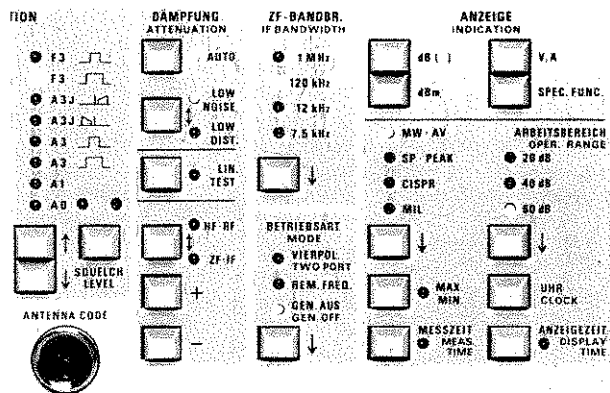 TION
F3
F3
A3J
A3J
A3
A3
A1
A0
SQUELCH
LEVEL
ANTENNA CODE
DÄMPFUNG
ATTENUATION
AUTO
LOW
NOISE
LOW
DIST.
LIN.
TEST
HF-RF
ZF-IF
+
−
ZF-BANDBR.
IF BANDWIDTH
1 MHz
120 kHz
12 kHz
7.5 kHz
BETRIEBSART
MODE
VIERPOL
TWO PORT
REM. FREQ.
GEN. AUS
GEN. OFF
ANZEIGE
INDICATION
dB ( )
dBm
V, A
SPEC. FUNC.
MW - AV
SP. PEAK
CISPR
MIL
MAX
MIN
MESSZEIT
MEAS.
TIME
ARBEITSBEREICH
OPER. RANGE
20 dB
40 dB
60 dB
UHR
CLOCK
ANZEIGEZEIT
DISPLAY
TIME